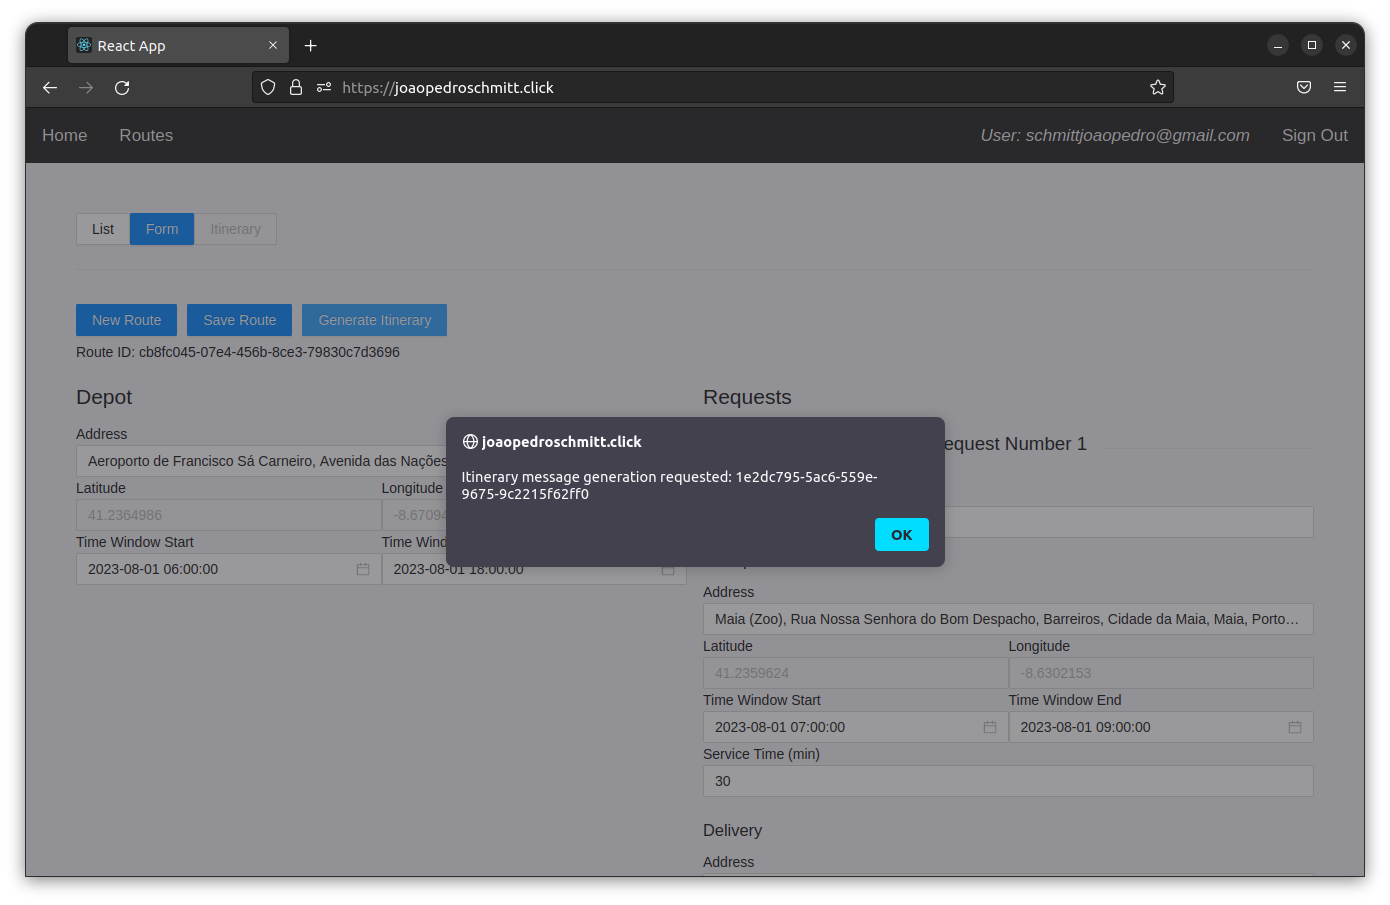 React App
https://joaopedroschmitt.click
Home Routes User: schmittjoaopedro@gmail.com Sign Out
List Form Itinerary
New Route Save Route Generate Itinerary
Route ID: cb8fc045-07e4-456b-8ce3-79830c7d3696
Depot
Address
Aeroporto de Francisco Sá Carneiro, Avenida das Nações
Latitude Longitude
41.2364986 -8.6709
Time Window Start Time Wind
2023-08-01 06:00:00 2023-08-01 18:00:00
joaopedroschmitt.click
Itinerary message generation requested: 1e2dc795-5ac6-559e-
9675-9c2215f62ff0
OK
Requests
equest Number 1
Address
Maia (Zoo), Rua Nossa Senhora do Bom Despacho, Barreiros, Cidade da Maia, Maia, Porto…
Latitude Longitude
41.2359624 -8.6302153
Time Window Start Time Window End
2023-08-01 07:00:00 2023-08-01 09:00:00
Service Time (min)
30
Delivery
Address